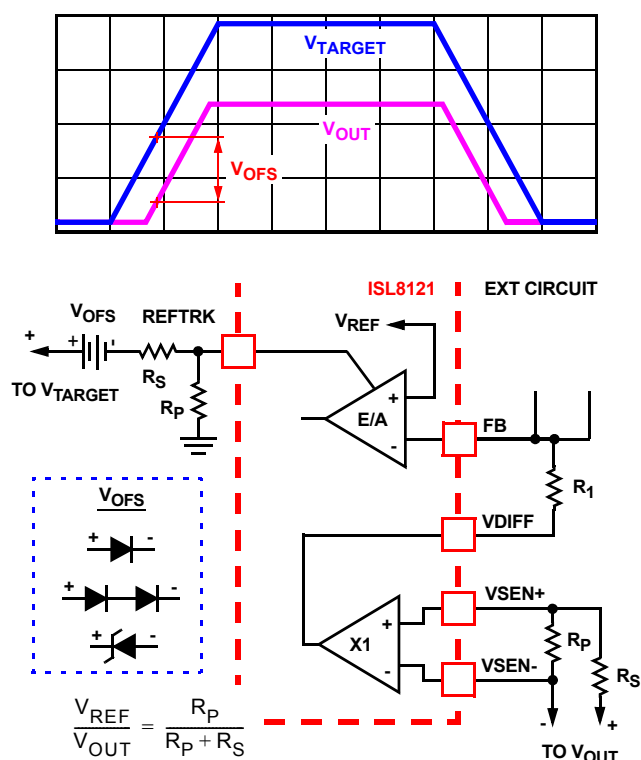 VTARGET
VOUT
VOFS
ISL8121 EXT CIRCUIT
VOFS REFTRK
VREF
+ + -
RS
TO VTARGET
RP
+
E/A
-
FB
R1
VDIFF
VOFS
+ -
+ -
+ -
VSEN+
+
X1
-
RP
VSEN-
RS
- +
TO VOUT
VREF / VOUT = RP / RP + RS